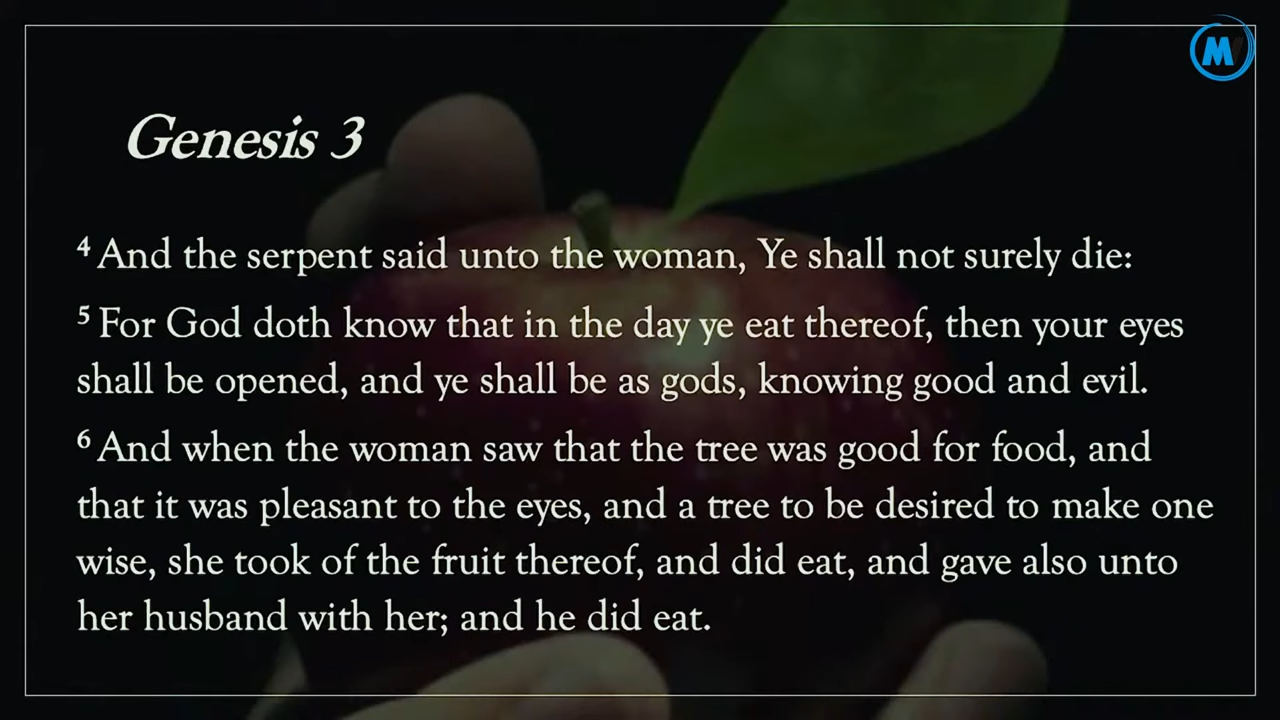 Genesis 3
4 And the serpent said unto the woman, Ye shall not surely die:
5 For God doth know that in the day ye eat thereof, then your eyes
shall be opened, and ye shall be as gods, knowing good and evil.
6 And when the woman saw that the tree was good for food, and
that it was pleasant to the eyes, and a tree to be desired to make one
wise, she took of the fruit thereof, and did eat, and gave also unto
her husband with her; and he did eat.
M